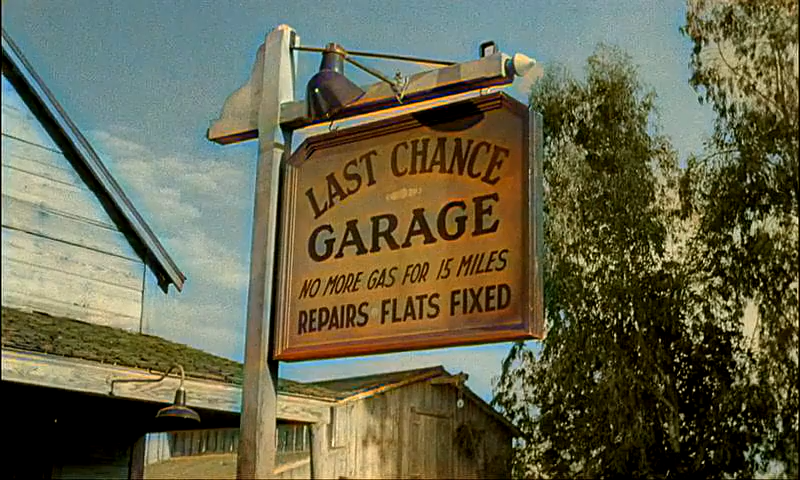 LAST CHANCE
GARAGE
NO MORE GAS FOR 15 MILES
REPAIRS FLATS FIXED